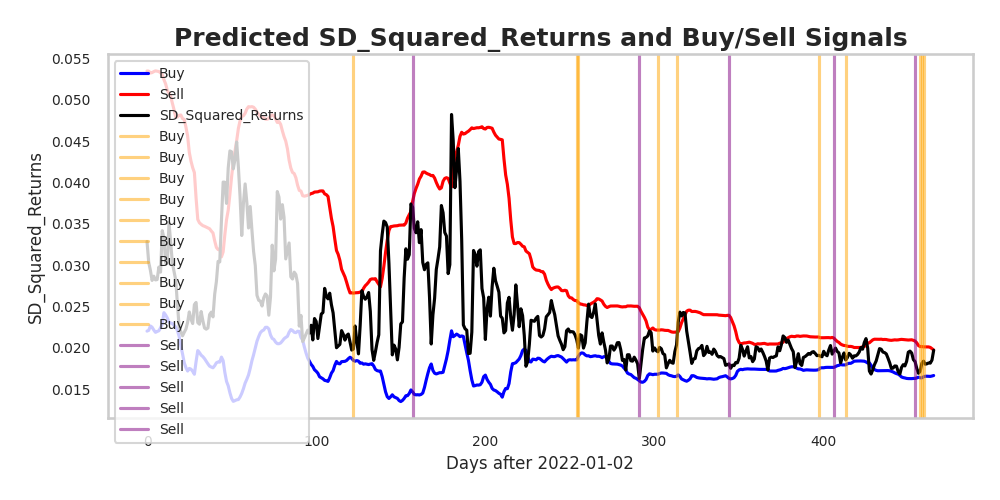 Predicted SD_Squared_Returns and Buy/Sell Signals
0.055
0.050
0.045
0.040
0.035
0.030
0.025
0.020
0.015
SD_Squared_Returns
Buy
Sell
SD_Squared_Returns
Buy
Buy
Buy
Buy
Buy
Buy
Buy
Buy
Buy
Buy
Sell
Sell
Sell
Sell
Sell
0
100
200
300
400
Days after 2022-01-02